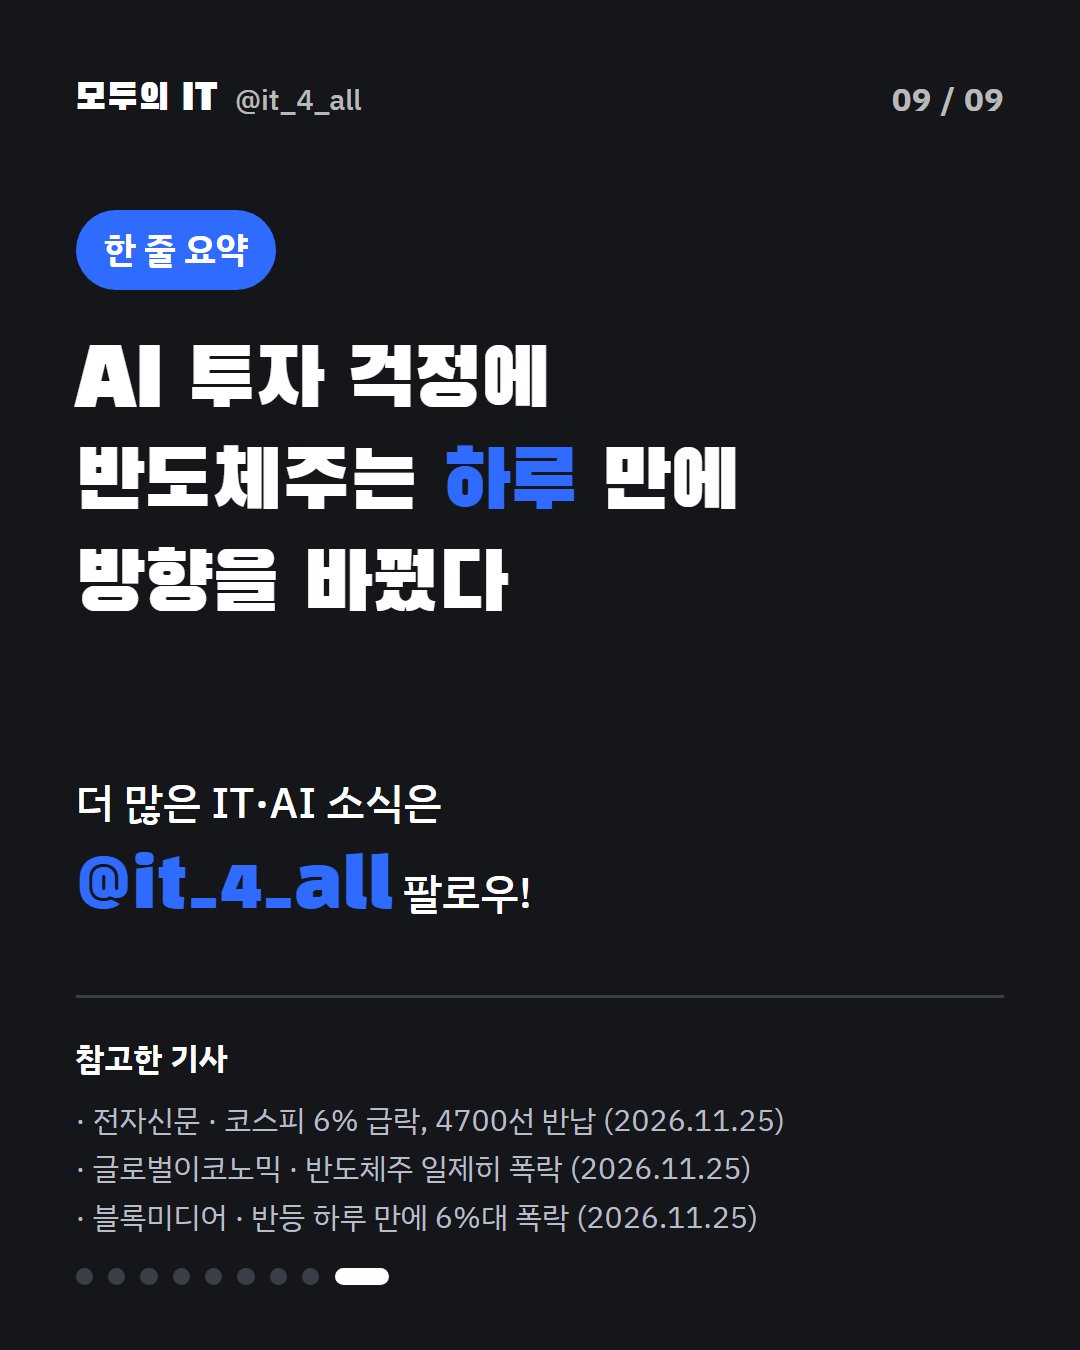 모두의 IT @it_4_all
09 / 09
한 줄 요약
AI 투자 걱정에
반도체주는 하루 만에
방향을 바꿨다
더 많은 IT·AI 소식은
@it_4_all 팔로우!
참고한 기사
· 전자신문 · 코스피 6% 급락, 4700선 반납 (2026.11.25)
· 글로벌이코노믹 · 반도체주 일제히 폭락 (2026.11.25)
· 블록미디어 · 반등 하루 만에 6%대 폭락 (2026.11.25)